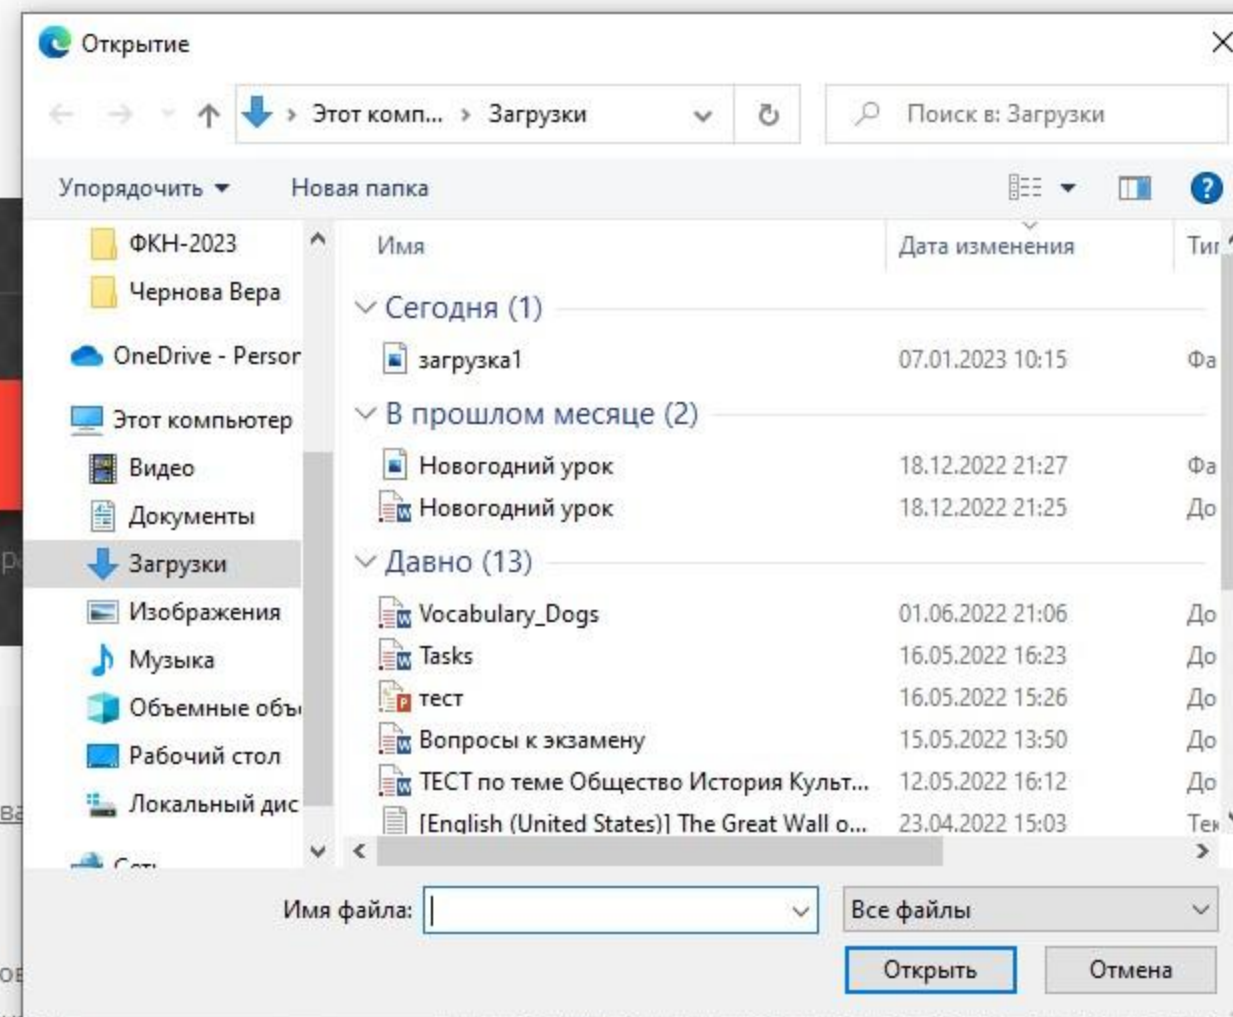 Открытие
Этот комп... Загрузки
Поиск в: Загрузки
Упорядочить
Новая папка
ФКН-2023
Чернова Вера
OneDrive - Person
Этот компьютер
Видео
Документы
Загрузки
Изображения
Музыка
Объемные объ
Рабочий стол
Локальный дис
Сеть
Имя Дата изменения Тип
Сегодня (1)
загрузка1 07.01.2023 10:15 Фа
В прошлом месяце (2)
Новогодний урок 18.12.2022 21:27 Фа
Новогодний урок 18.12.2022 21:25 До
Давно (13)
Vocabulary_Dogs 01.06.2022 21:06 До
Tasks 16.05.2022 16:23 До
тест 16.05.2022 15:26 До
Вопросы к экзамену 15.05.2022 13:50 До
ТЕСТ по теме Общество История Культ... 12.05.2022 16:12 До
[English (United States)] The Great Wall o... 23.04.2022 15:03 Тек
Имя файла:
Все файлы
Открыть
Отмена